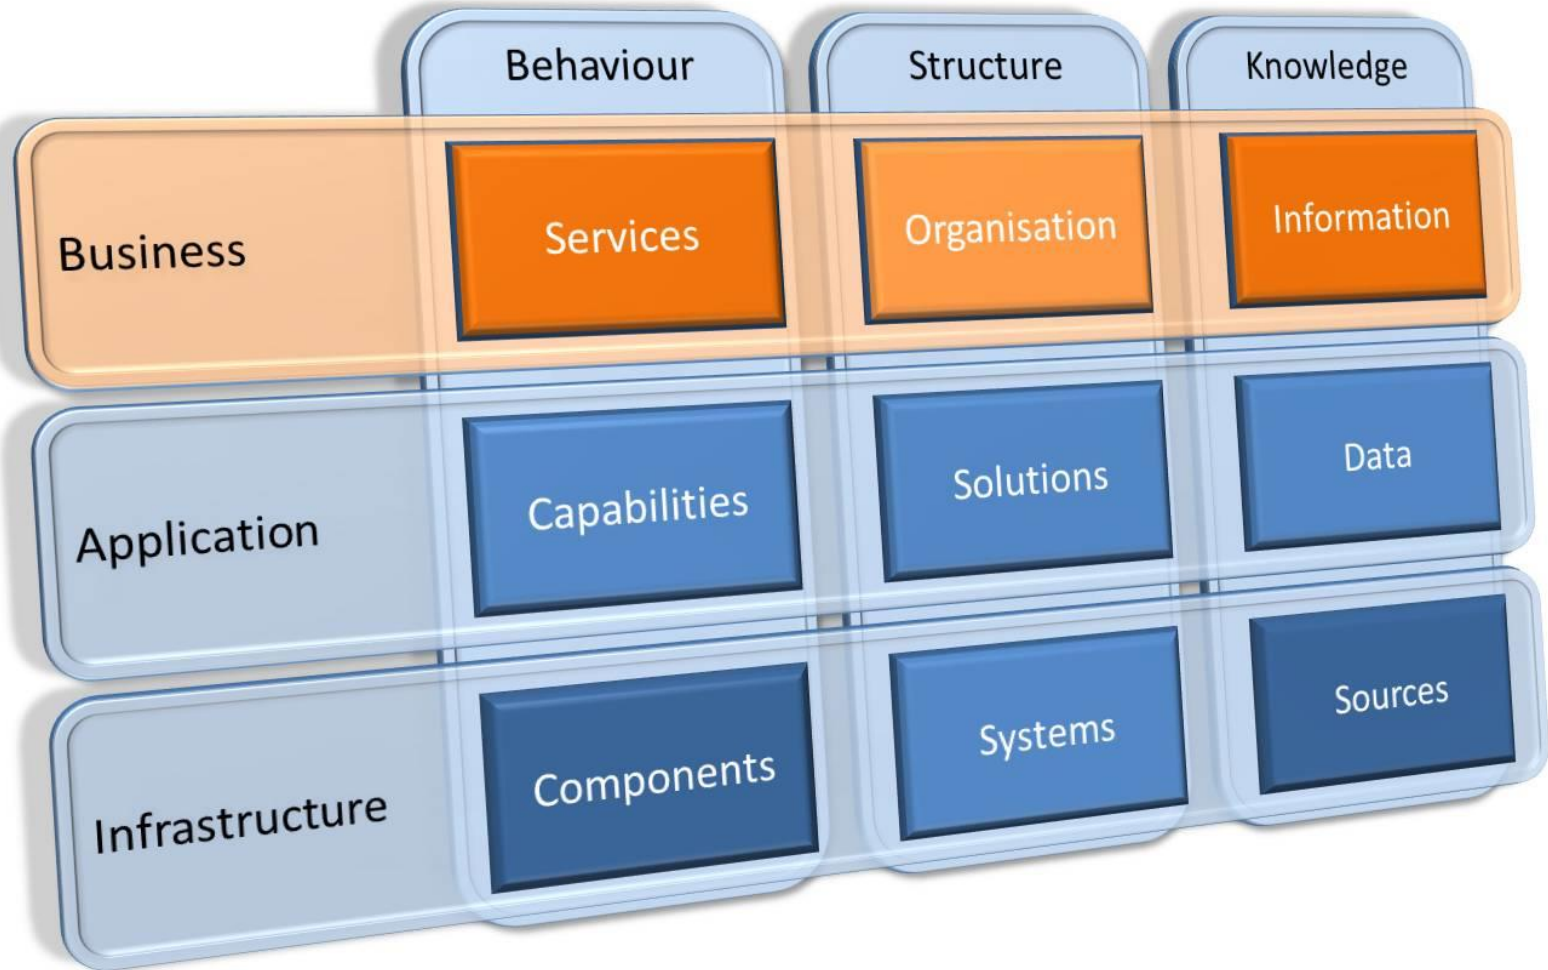 Behaviour Structure Knowledge
Business Services Organisation Information
Application Capabilities Solutions Data
Infrastructure Components Systems Sources